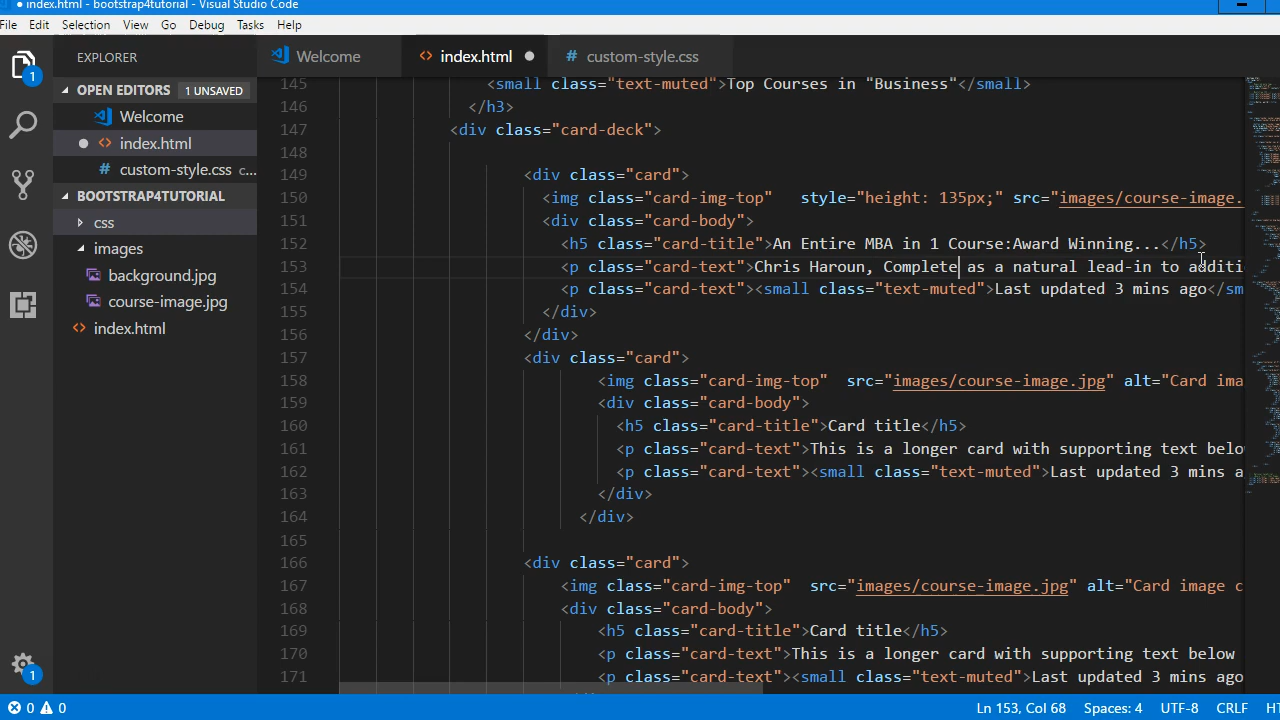 ● index.html - bootstrap4tutorial - Visual Studio Code
File Edit Selection View Go Debug Tasks Help
EXPLORER
Welcome
index.html
custom-style.css
OPEN EDITORS 1 UNSAVED
Welcome
index.html
custom-style.css c...
BOOTSTRAP4TUTORIAL
css
images
background.jpg
course-image.jpg
index.html
1
1
145 <small class="text-muted">Top Courses in "Business"</small>
146 </h3>
147 <div class="card-deck">
148
149 <div class="card">
150 <img class="card-img-top" style="height: 135px;" src="images/course-image.
151 <div class="card-body">
152 <h5 class="card-title">An Entire MBA in 1 Course:Award Winning...</h5>
153 <p class="card-text">Chris Haroun, Complete as a natural lead-in to additi
154 <p class="card-text"><small class="text-muted">Last updated 3 mins ago</sm
155 </div>
156 </div>
157 <div class="card">
158 <img class="card-img-top" src="images/course-image.jpg" alt="Card ima
159 <div class="card-body">
160 <h5 class="card-title">Card title</h5>
161 <p class="card-text">This is a longer card with supporting text belo
162 <p class="card-text"><small class="text-muted">Last updated 3 mins a
163 </div>
164 </div>
165
166 <div class="card">
167 <img class="card-img-top" src="images/course-image.jpg" alt="Card image c
168 <div class="card-body">
169 <h5 class="card-title">Card title</h5>
170 <p class="card-text">This is a longer card with supporting text below
171 <p class="card-text"><small class="text-muted">Last updated 3 mins ago
0 0
Ln 153, Col 68 Spaces: 4 UTF-8 CRLF HT